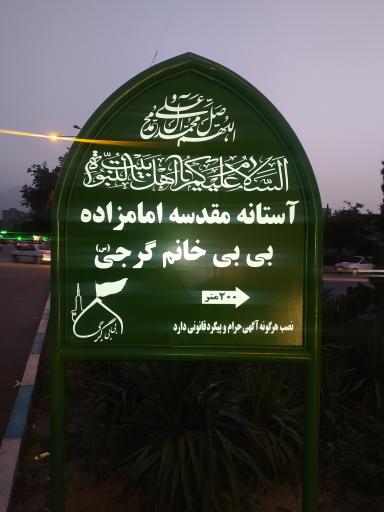 اللهم صل علی محمد و آل محمد
السلام علیکم یا اهل بیت النبوة
آستانه مقدسه امامزاده
بی بی خانم گرجی (س)
۲۰۰ متر
نصب هرگونه آگهی حرام و پیگرد قانونی دارد